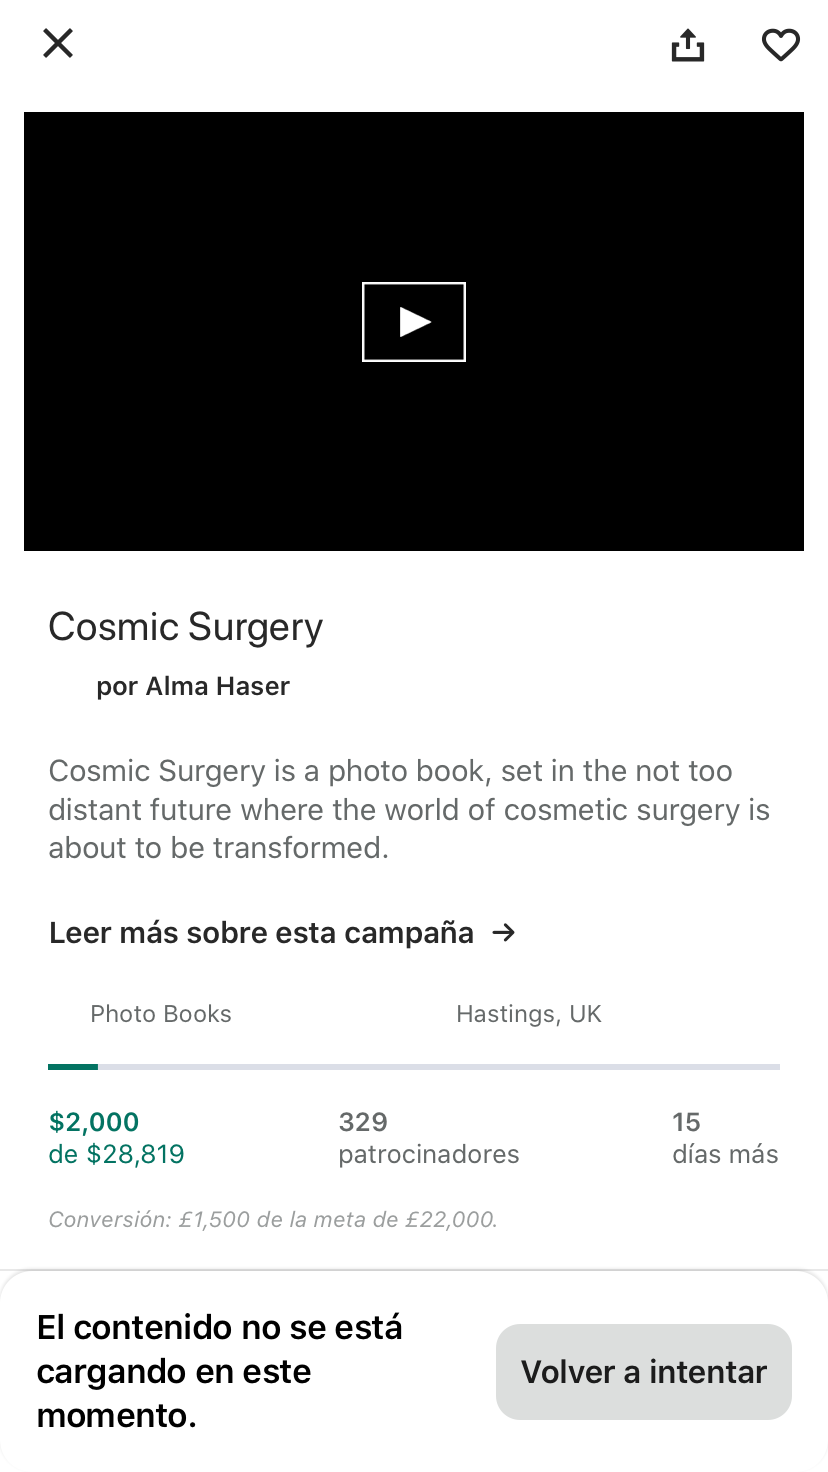 Cosmic Surgery
por Alma Haser
Cosmic Surgery is a photo book, set in the not too
distant future where the world of cosmetic surgery is
about to be transformed.
Leer más sobre esta campaña →
Photo Books
Hastings, UK
$2,000
de $28,819
329
patrocinadores
15
días más
Conversión: £1,500 de la meta de £22,000.
El contenido no se está
cargando en este
momento.
Volver a intentar